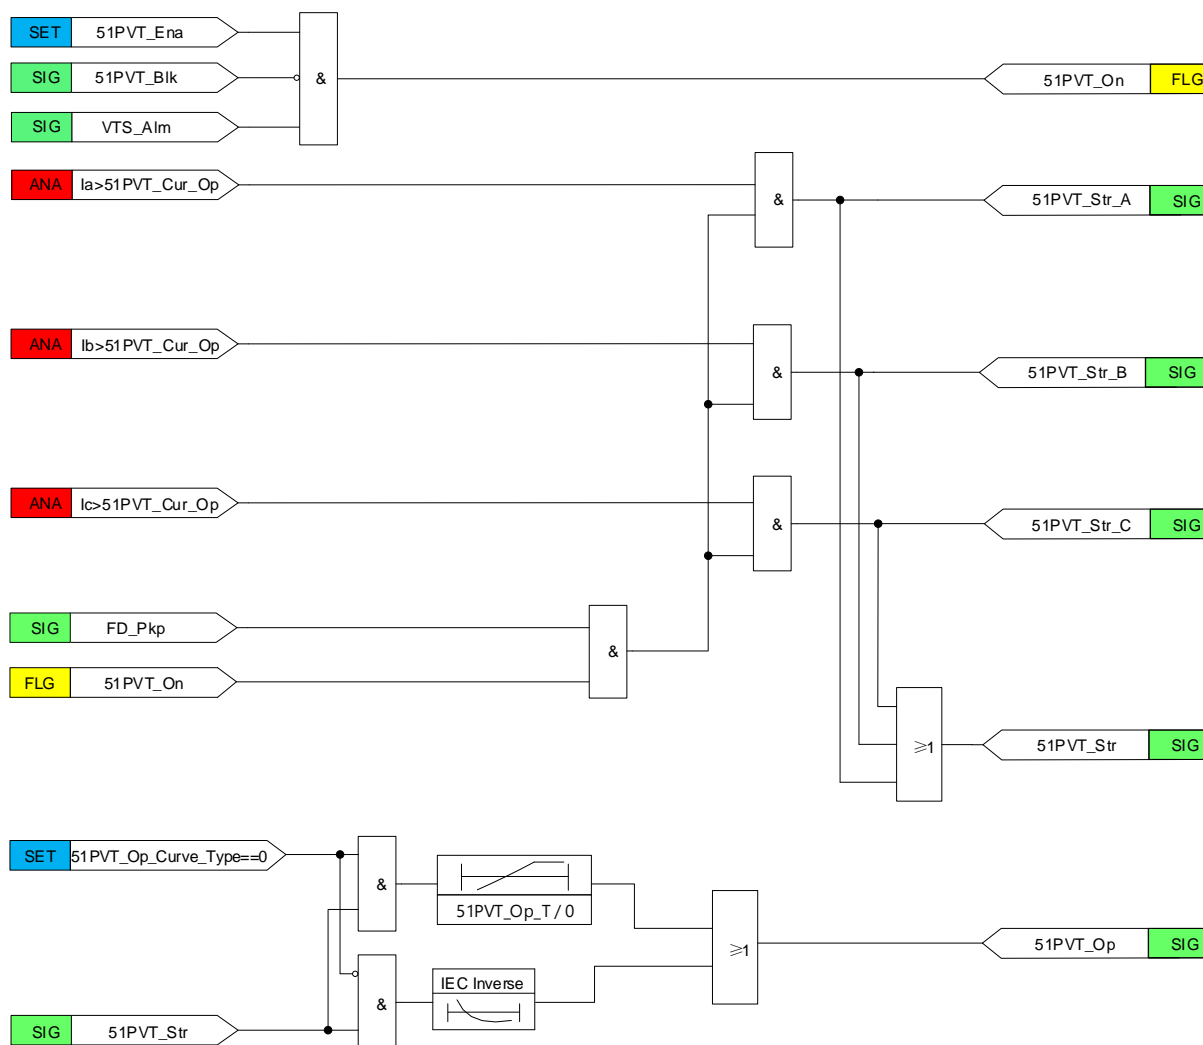 SET 51PVT_Ena
SIG 51PVT_Blk
&
51PVT_On FLG
SIG VTS_Alm
ANA Ia>51PVT_Cur_Op
&
51PVT_Str_A SIG
ANA Ib>51PVT_Cur_Op
&
51PVT_Str_B SIG
ANA Ic>51PVT_Cur_Op
&
51PVT_Str_C SIG
SIG FD_Pkp
&
FLG 51PVT_On
≥1
51PVT_Str SIG
SET 51PVT_Op_Curve_Type==0
&
51PVT_Op_T / 0
≥1
51PVT_Op SIG
IEC Inverse
&
SIG 51PVT_Str